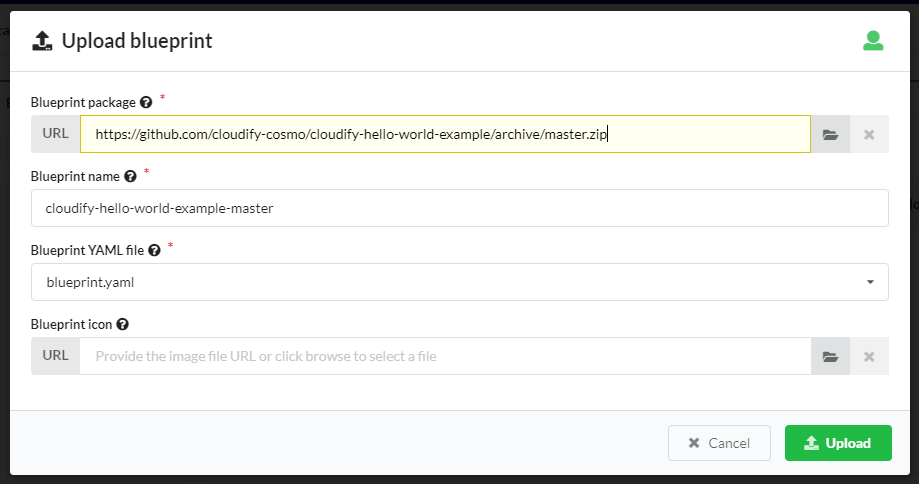 Upload blueprint
Blueprint package *
URL https://github.com/cloudify-cosmo/cloudify-hello-world-example/archive/master.zip
Blueprint name *
cloudify-hello-world-example-master
Blueprint YAML file *
blueprint.yaml
Blueprint icon
URL Provide the image file URL or click browse to select a file
Cancel Upload